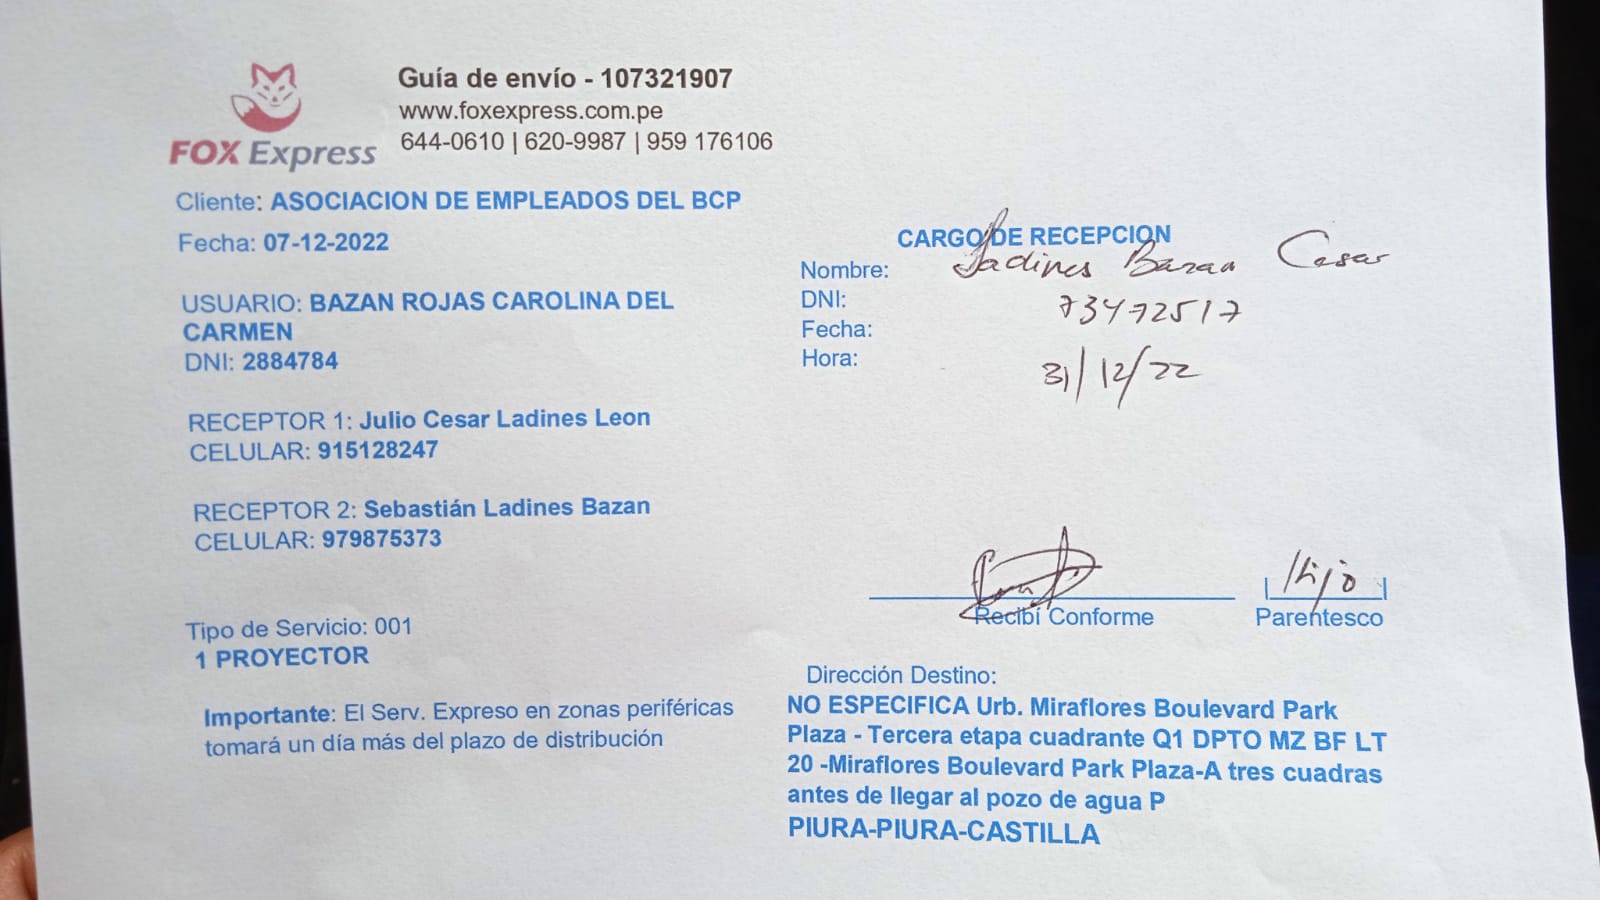 FOX Express
Guía de envío - 107321907
www.foxexpress.com.pe
644-0610 | 620-9987 | 959 176106
Cliente: ASOCIACION DE EMPLEADOS DEL BCP
Fecha: 07-12-2022
USUARIO: BAZAN ROJAS CAROLINA DEL
CARMEN
DNI: 2884784
RECEPTOR 1: Julio Cesar Ladines Leon
CELULAR: 915128247
RECEPTOR 2: Sebastián Ladines Bazan
CELULAR: 979875373
Tipo de Servicio: 001
1 PROYECTOR
Importante: El Serv. Expreso en zonas periféricas
tomará un día más del plazo de distribución
CARGO DE RECEPCION
Nombre: Ladines Bazan Cesar
DNI: 73472517
Fecha:
Hora: 31/12/22
Hijo
Recibí Conforme Parentesco
Dirección Destino:
NO ESPECIFICA Urb. Miraflores Boulevard Park
Plaza - Tercera etapa cuadrante Q1 DPTO MZ BF LT
20 -Miraflores Boulevard Park Plaza-A tres cuadras
antes de llegar al pozo de agua P
PIURA-PIURA-CASTILLA